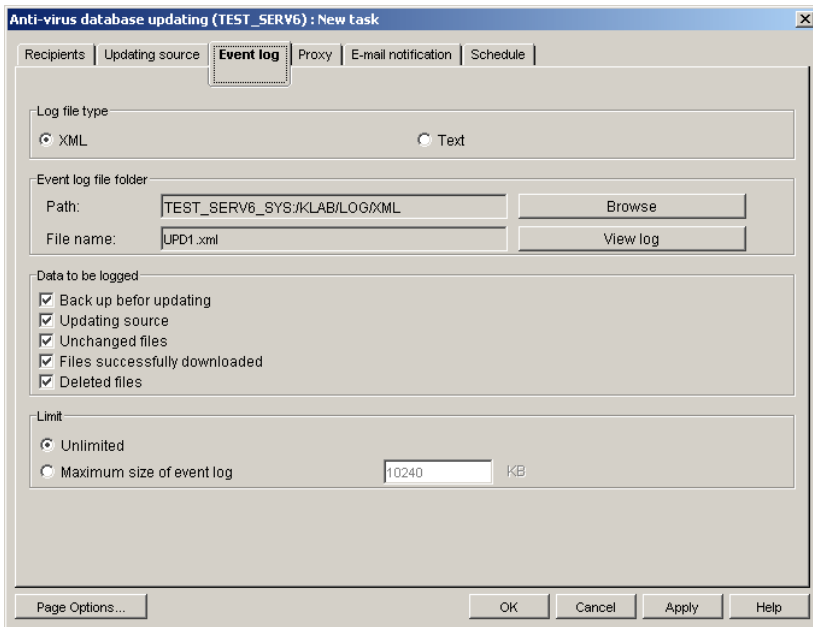 Anti-virus database updating (TEST_SERV6) : New task
Recipients Updating source Event log Proxy E-mail notification Schedule
Log file type
XML Text
Event log file folder
Path: TEST_SERV6_SYS:/KLAB/LOG/XML Browse
File name: UPD1.xml View log
Data to be logged
Back up befor updating
Updating source
Unchanged files
Files successfully downloaded
Deleted files
Limit
Unlimited
Maximum size of event log 10240 KB
Page Options... OK Cancel Apply Help